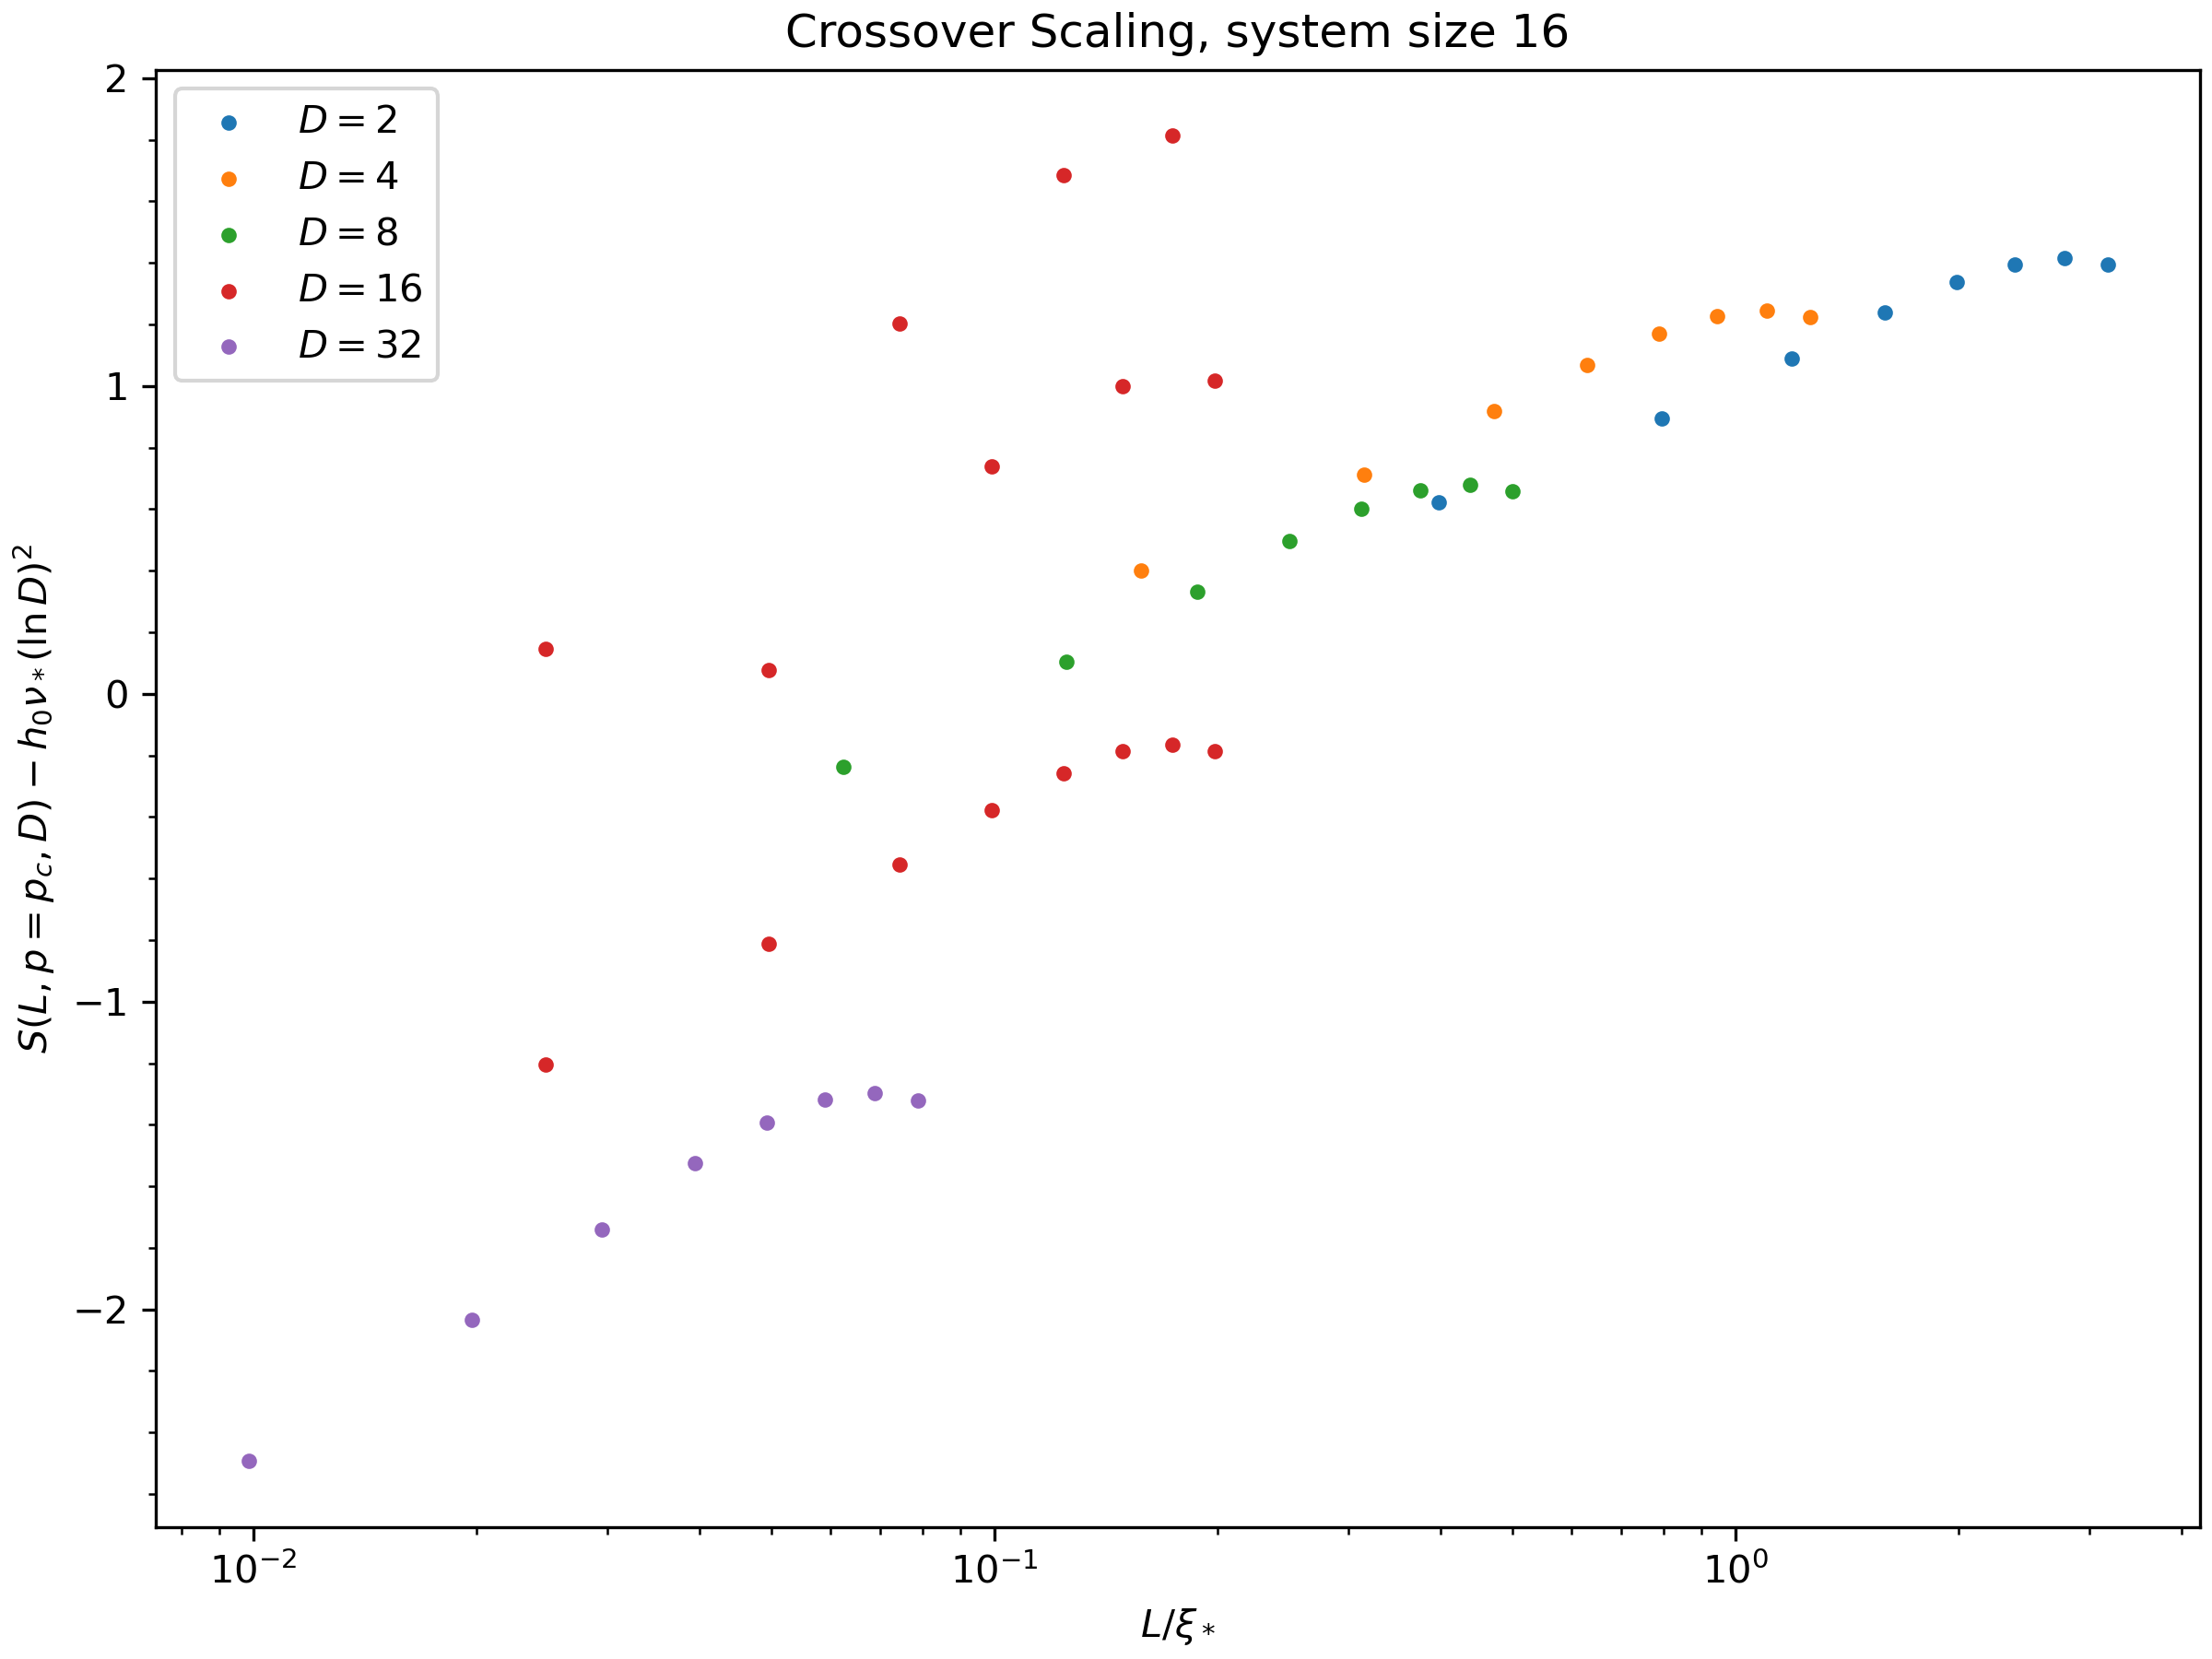 Crossover Scaling, system size 16
D = 2
D = 4
D = 8
D = 16
D = 32
2
1
0
−1
−2
S(L, p = p_c, D) − h_0ν_*(ln D)^2
10^{−2}
10^{−1}
10^0
L/ξ_*